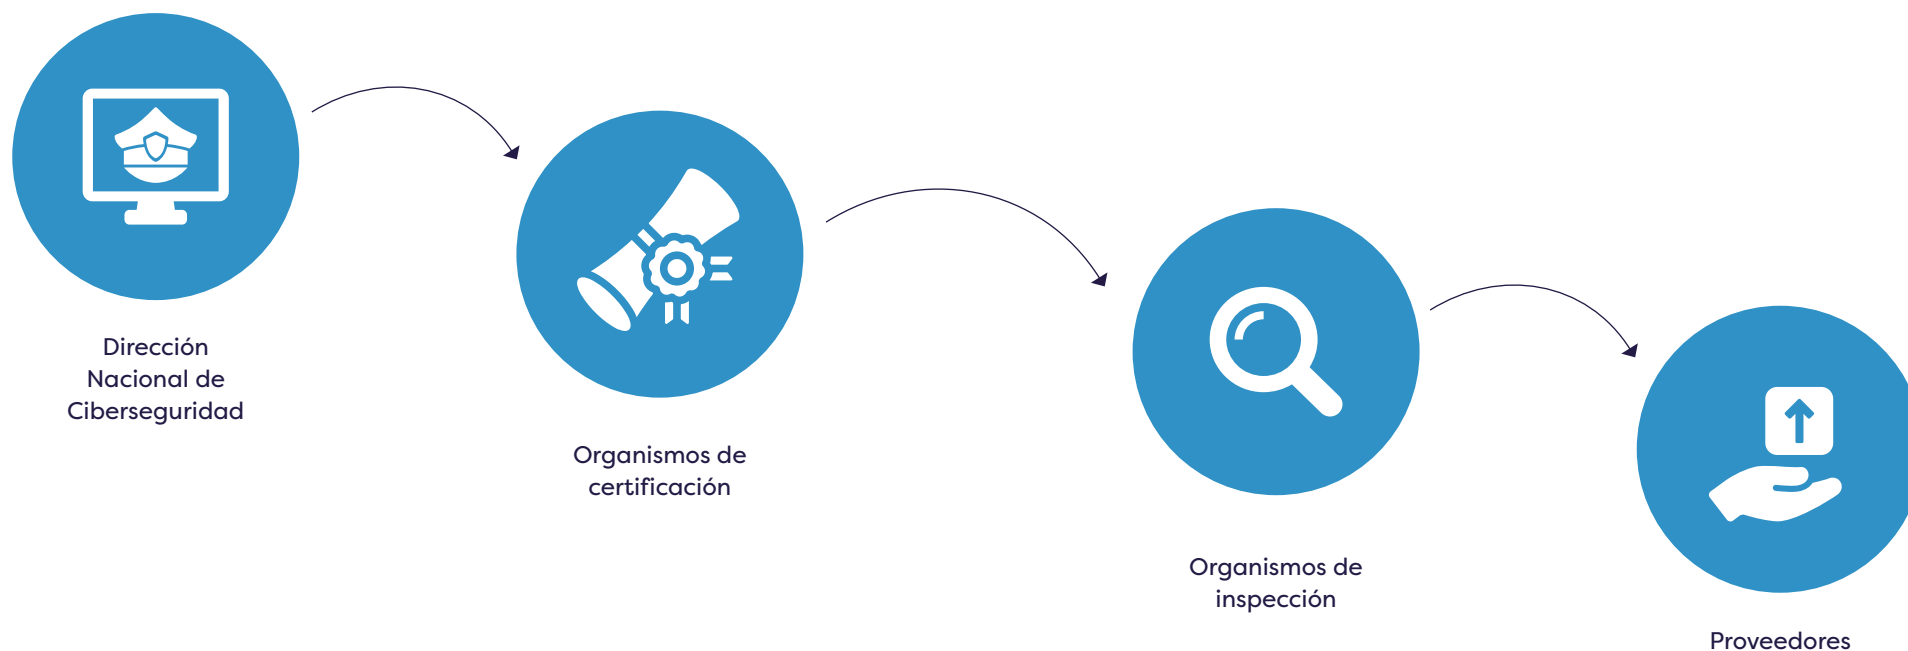 Dirección
Nacional de
Ciberseguridad
Organismos de
certificación
Organismos de
inspección
Proveedores